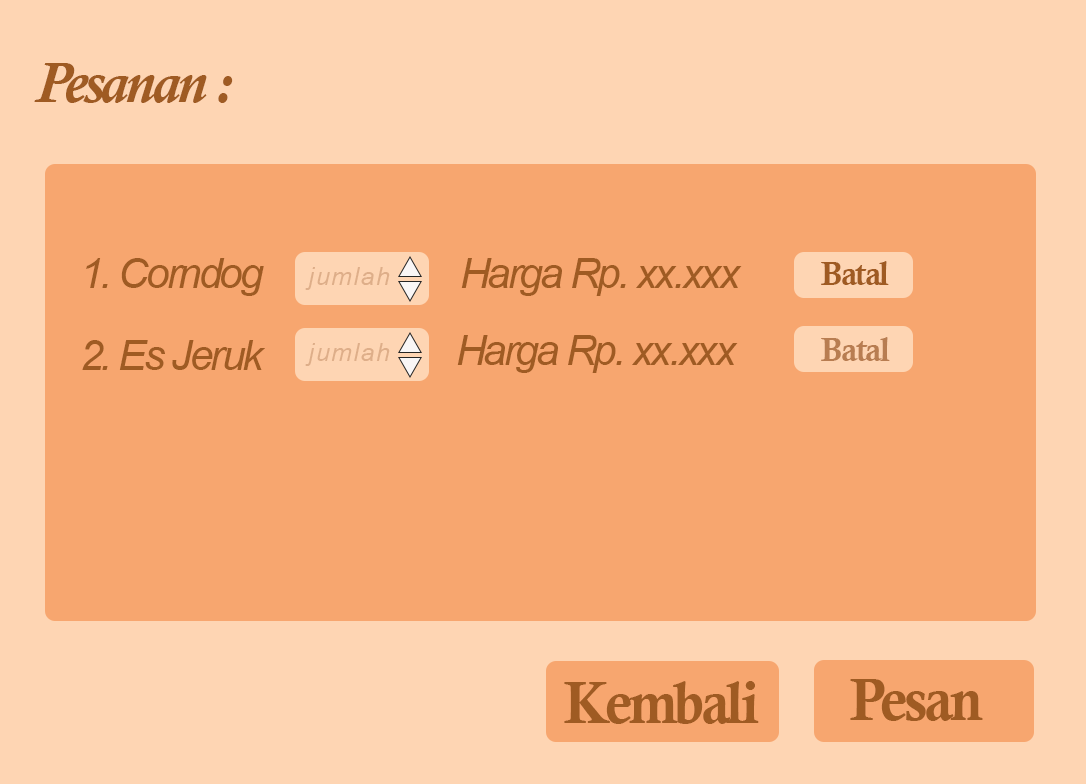 Pesanan :
1. Corndog jumlah Harga Rp. xx.xxx Batal
2. Es Jeruk jumlah Harga Rp. xx.xxx Batal
Kembali Pesan